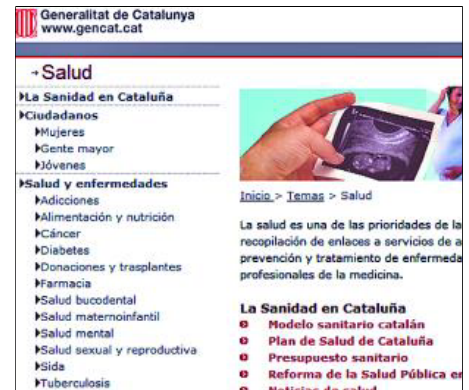 Generalitat de Catalunya
www.gencat.cat
Salud
La Sanidad en Cataluña
Ciudadanos
Mujeres
Gente mayor
Jóvenes
Salud y enfermedades
Adicciones
Alimentación y nutrición
Cáncer
Diabetes
Donaciones y trasplantes
Farmacia
Salud bucodental
Salud maternoinfantil
Salud mental
Salud sexual y reproductiva
Sida
Tuberculosis
Inicio > Temas > Salud
La salud es una de las prioridades de la
recopilación de enlaces a servicios de a
prevención y tratamiento de enfermeda
profesionales de la medicina.
La Sanidad en Cataluña
Modelo sanitario catalán
Plan de Salud de Cataluña
Presupuesto sanitario
Reforma de la Salud Pública en
Noticias de salud